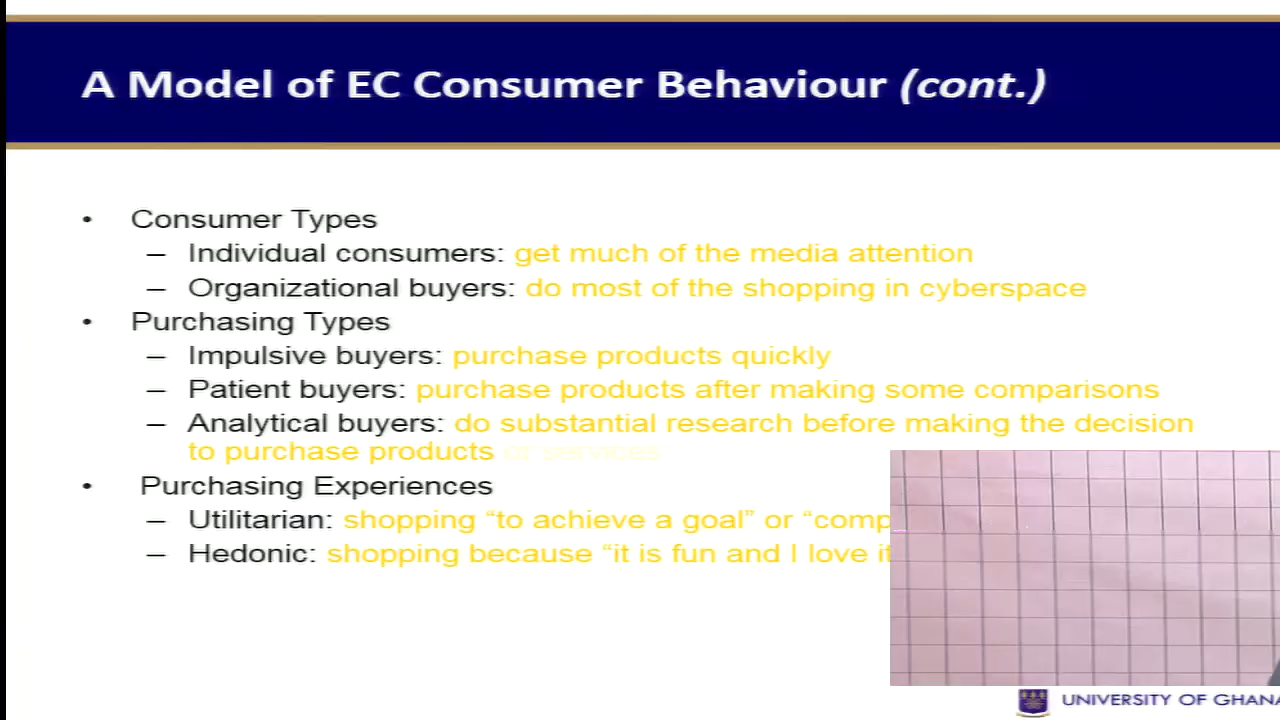 A Model of EC Consumer Behaviour (cont.)
• Consumer Types
– Individual consumers: get much of the media attention
– Organizational buyers: do most of the shopping in cyberspace
• Purchasing Types
– Impulsive buyers: purchase products quickly
– Patient buyers: purchase products after making some comparisons
– Analytical buyers: do substantial research before making the decision
to purchase products or services
• Purchasing Experiences
– Utilitarian: shopping “to achieve a goal” or “comp
– Hedonic: shopping because “it is fun and I love it
UNIVERSITY OF GHANA